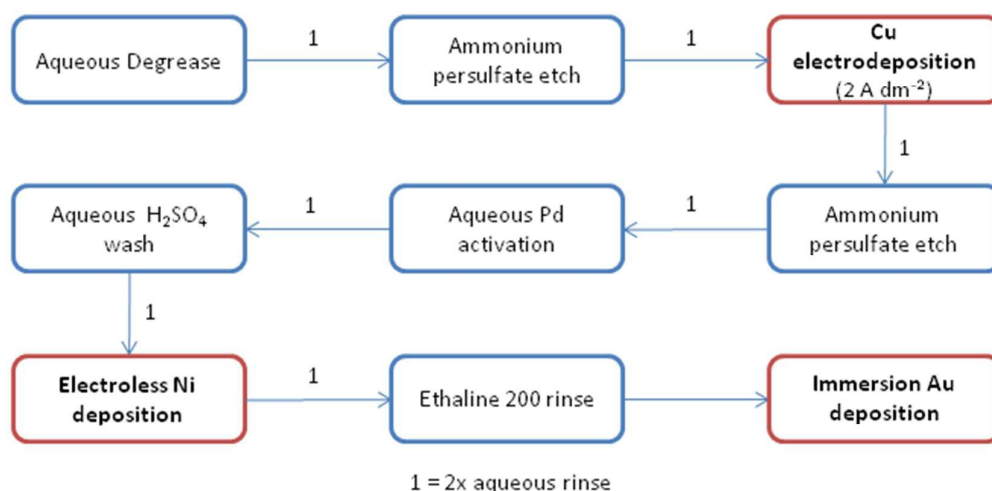 Aqueous Degrease
1
Ammonium
persulfate etch
1
Cu
electrodeposition
(2 A dm⁻²)
1
Ammonium
persulfate etch
1
Aqueous Pd
activation
1
Aqueous H₂SO₄
wash
1
Electroless Ni
deposition
1
Ethaline 200 rinse
Immersion Au
deposition
1 = 2x aqueous rinse